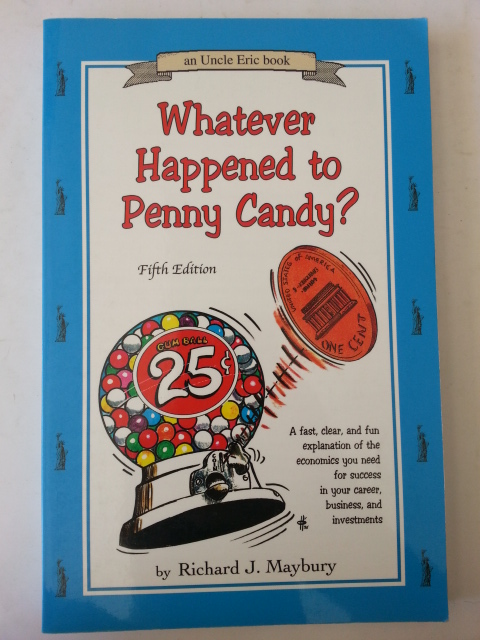 an Uncle Eric book
Whatever
Happened to
Penny Candy?
Fifth Edition
UNITED STATES of AMERICA
ONE CENT
GUM BALL
25¢
A fast, clear, and fun
explanation of the
economics you need
for success
in your career,
business, and
investments
by Richard J. Maybury